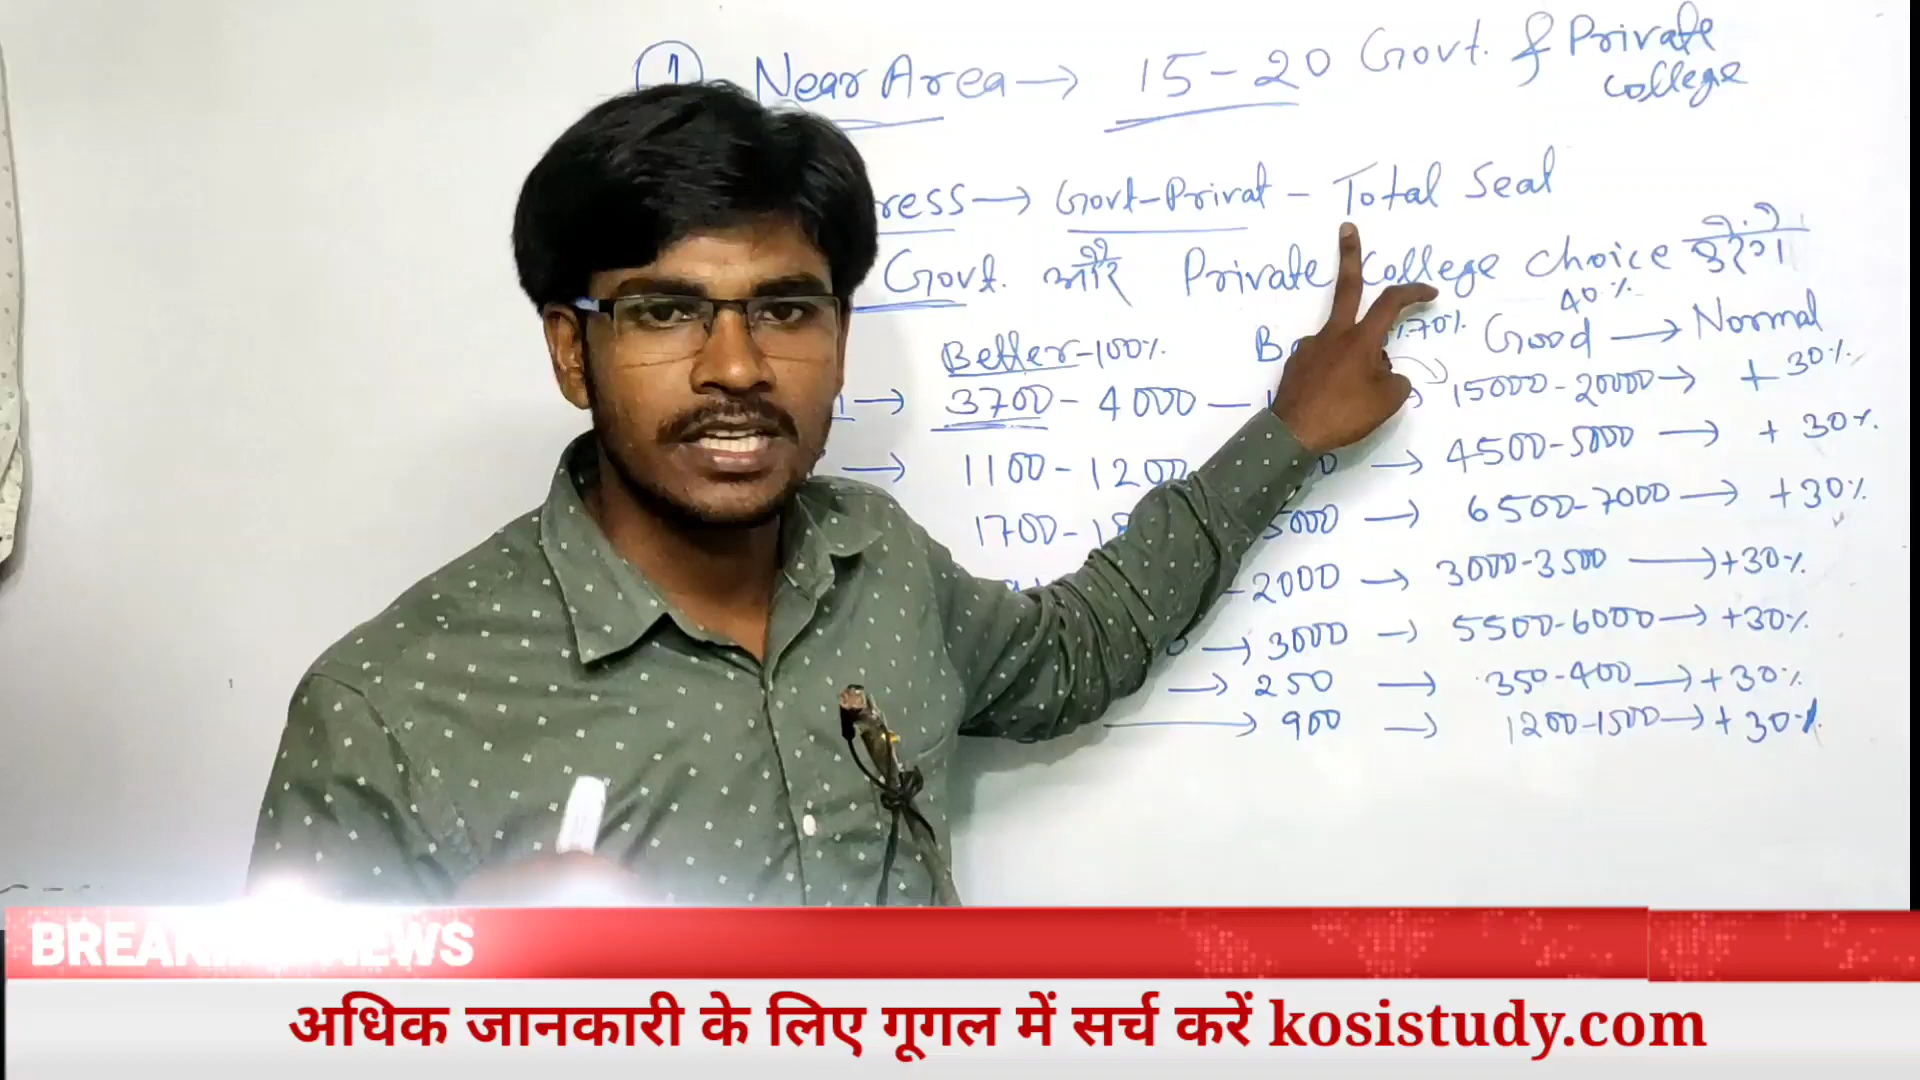 1 Near Area → 15-20 Govt. & Private
college
ress → Govt-Privat - Total Seat
Govt. और Private College choice करेगा
40%
Better-100% 70% Good → Normal
→ 3700 - 4000 — 15000-20000 → +30%
→ 1100-1200 → 4500-5000 → +30%
1700- 5000 → 6500-7000 → +30%
-2000 → 3000-3500 → +30%
→ 3000 → 5500-6000 → +30%
→ 250 → 350-400 → +30%
→ 900 → 1200-1500 → +30%
BREAKING NEWS
अधिक जानकारी के लिए गूगल में सर्च करें kosistudy.com